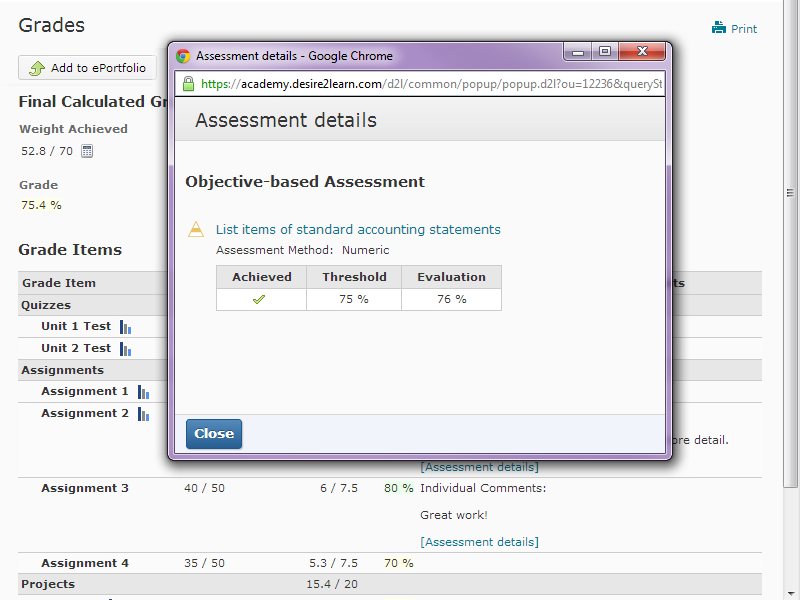 Grades
Print
Add to ePortfolio
Final Calculated Gr
Weight Achieved
52.8 / 70
Grade
75.4 %
Grade Items
Grade Item
ts
Quizzes
Unit 1 Test
Unit 2 Test
Assignments
Assignment 1
Assignment 2
ore detail.
[Assessment details]
Assignment 3 40 / 50 6 / 7.5 80 % Individual Comments:
Great work!
[Assessment details]
Assignment 4 35 / 50 5.3 / 7.5 70 %
Projects 15.4 / 20
Assessment details - Google Chrome
https://academy.desire2learn.com/d2l/common/popup/popup.d2l?ou=12236&querySt
Assessment details
Objective-based Assessment
List items of standard accounting statements
Assessment Method: Numeric
Achieved Threshold Evaluation
75 % 76 %
Close